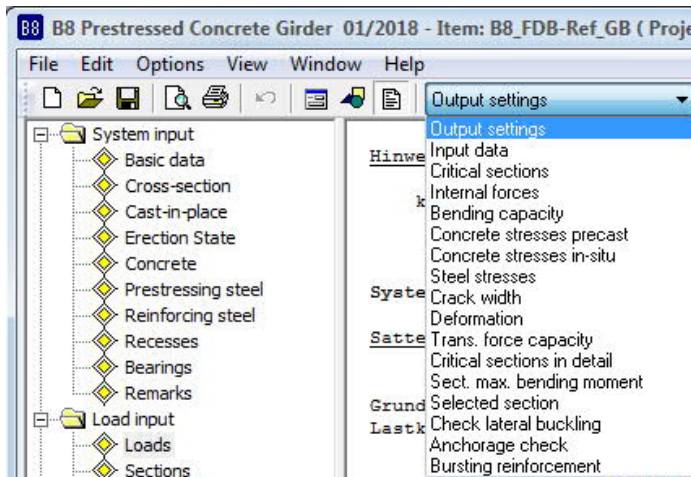 B8 B8 Prestressed Concrete Girder 01/2018 - Item: B8_FDB-Ref_GB ( Proje
File Edit Options View Window Help
Output settings
System input
Basic data
Cross-section
Cast-in-place
Erection State
Concrete
Prestressing steel
Reinforcing steel
Recesses
Bearings
Remarks
Load input
Loads
Sections
Hinwe
k
Syste
Satte
Grund
Lastk
Output settings
Input data
Critical sections
Internal forces
Bending capacity
Concrete stresses precast
Concrete stresses in-situ
Steel stresses
Crack width
Deformation
Trans. force capacity
Critical sections in detail
Sect. max. bending moment
Selected section
Check lateral buckling
Anchorage check
Bursting reinforcement